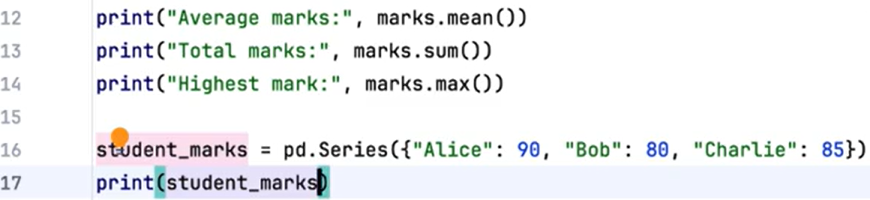 12 print("Average marks:", marks.mean())
13 print("Total marks:", marks.sum())
14 print("Highest mark:", marks.max())
15
16 student_marks = pd.Series({"Alice": 90, "Bob": 80, "Charlie": 85})
17 print(student_marks)